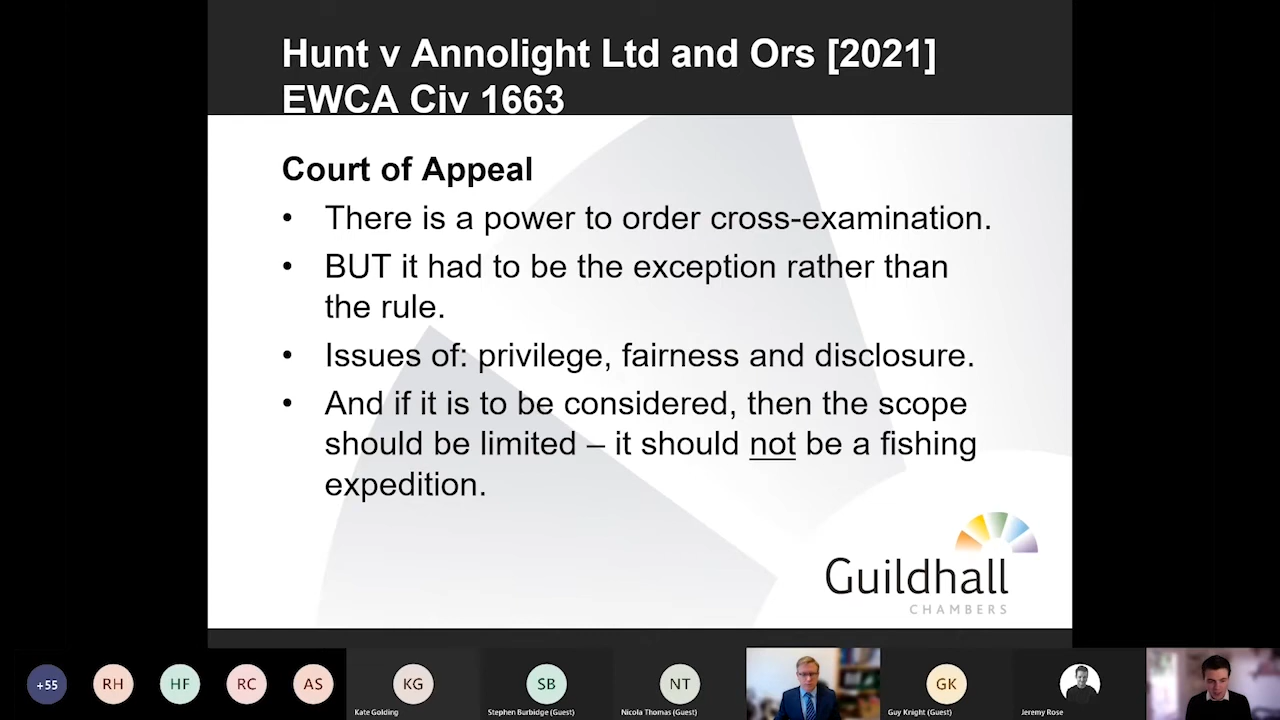 Hunt v Annolight Ltd and Ors [2021]
EWCA Civ 1663
Court of Appeal
• There is a power to order cross-examination.
• BUT it had to be the exception rather than
the rule.
• Issues of: privilege, fairness and disclosure.
• And if it is to be considered, then the scope
should be limited – it should not be a fishing
expedition.
Guildhall
CHAMBERS
+55
RH
HF
RC
AS
KG
Kate Golding
SB
Stephen Burbidge (Guest)
NT
Nicola Thomas (Guest)
GK
Guy Knight (Guest)
Jeremy Rose